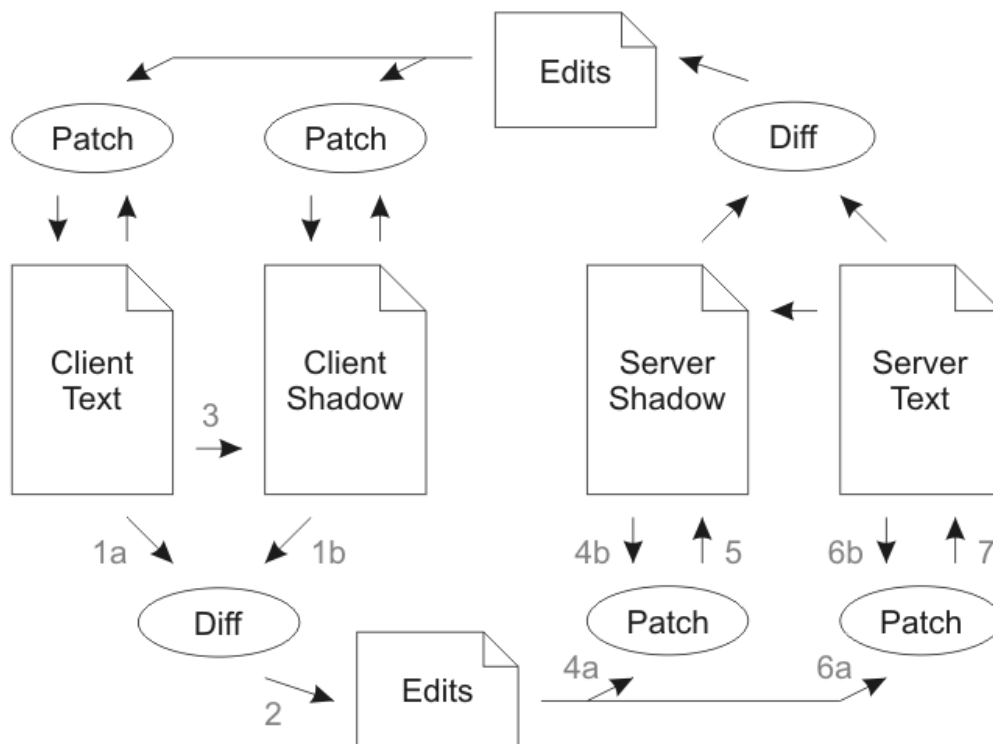 Edits
Patch
Patch
Diff
Client
Text
Client
Shadow
Server
Shadow
Server
Text
3
1a
1b
4b
5
6b
7
Diff
Patch
Patch
4a
6a
2
Edits